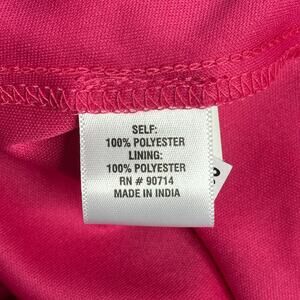 SELF:
100% POLYESTER
LINING:
100% POLYESTER
RN # 90714
MADE IN INDIA